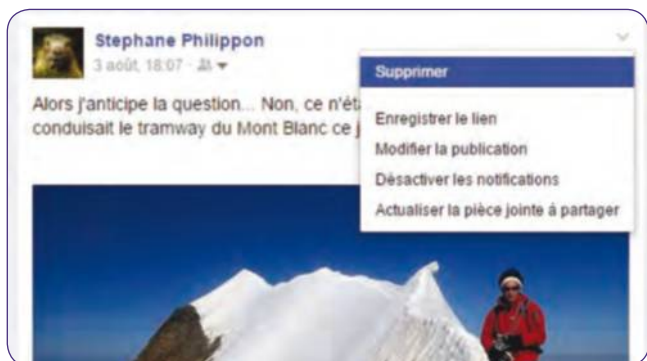 Stephane Philippon
3 août, 18:07 ·
Supprimer
Alors j'anticipe la question... Non, ce n'éta
conduisait le tramway du Mont Blanc ce j
Enregistrer le lien
Modifier la publication
Désactiver les notifications
Actualiser la pièce jointe á partager